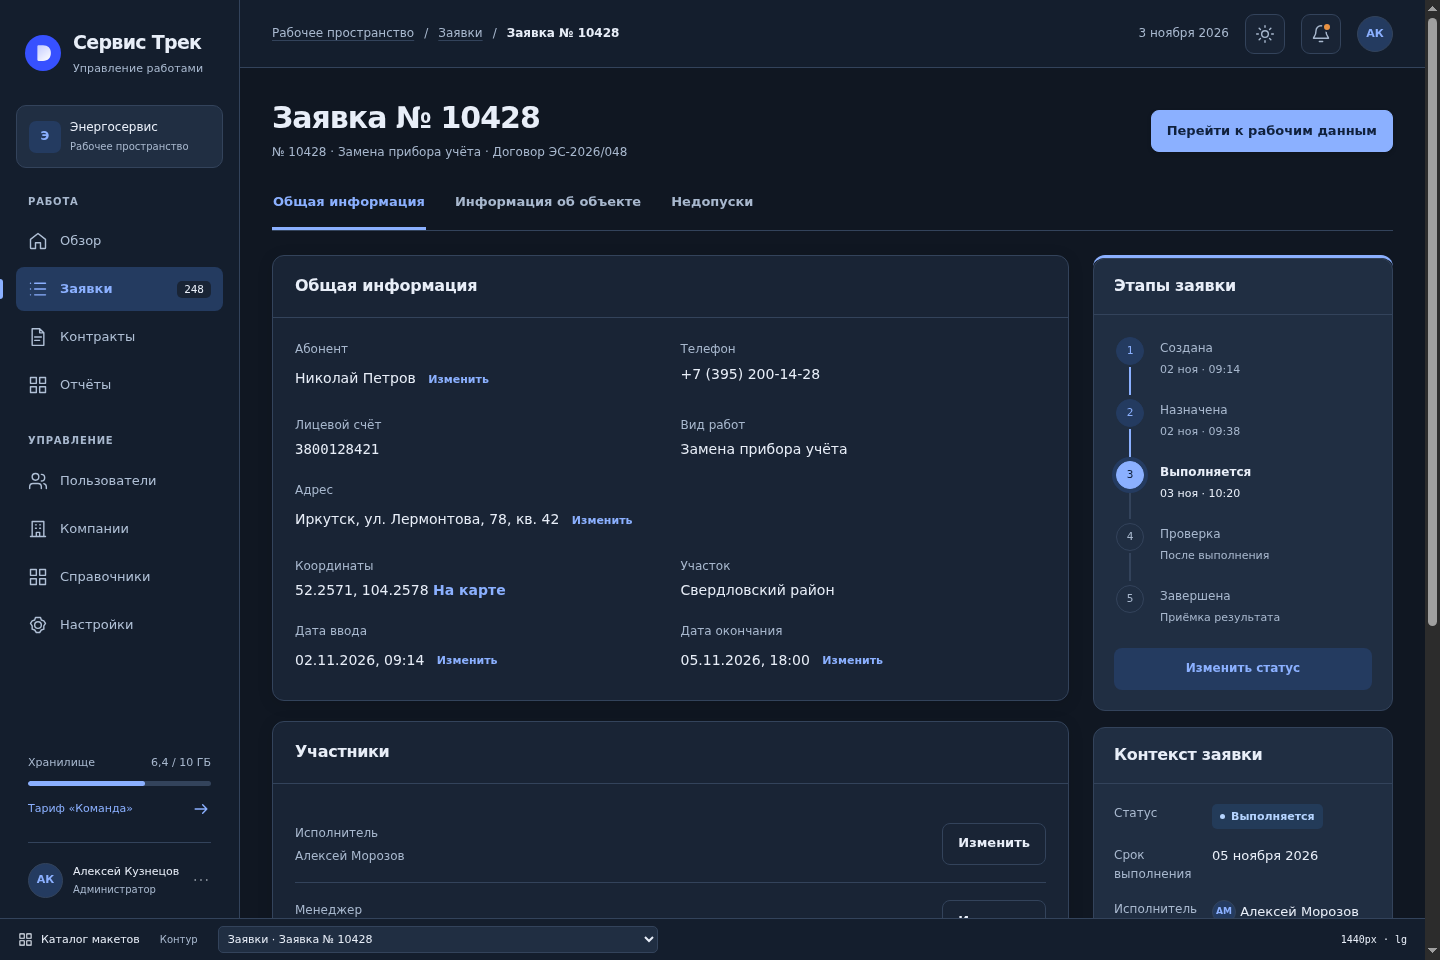 Сервис Трек
Управление работами
Э
Энергосервис
Рабочее пространство
РАБОТА
Обзор
Заявки 248
Контракты
Отчёты
УПРАВЛЕНИЕ
Пользователи
Компании
Справочники
Настройки
Хранилище 6,4 / 10 ГБ
Тариф «Команда»
АК
Алексей Кузнецов
Администратор
Рабочее пространство / Заявки / Заявка № 10428
3 ноября 2026
АК
Заявка № 10428
№ 10428 · Замена прибора учёта · Договор ЭС-2026/048
Перейти к рабочим данным
Общая информация Информация об объекте Недопуски
Общая информация
Абонент
Николай Петров Изменить
Телефон
+7 (395) 200-14-28
Лицевой счёт
3800128421
Вид работ
Замена прибора учёта
Адрес
Иркутск, ул. Лермонтова, 78, кв. 42 Изменить
Координаты
52.2571, 104.2578 На карте
Участок
Свердловский район
Дата ввода
02.11.2026, 09:14 Изменить
Дата окончания
05.11.2026, 18:00 Изменить
Участники
Исполнитель
Алексей Морозов
Изменить
Менеджер
Этапы заявки
1 Создана
02 ноя · 09:14
2 Назначена
02 ноя · 09:38
3 Выполняется
03 ноя · 10:20
4 Проверка
После выполнения
5 Завершена
Приёмка результата
Изменить статус
Контекст заявки
Статус Выполняется
Срок выполнения 05 ноября 2026
Исполнитель АМ Алексей Морозов
Каталог макетов Контур Заявки · Заявка № 10428
1440px · lg